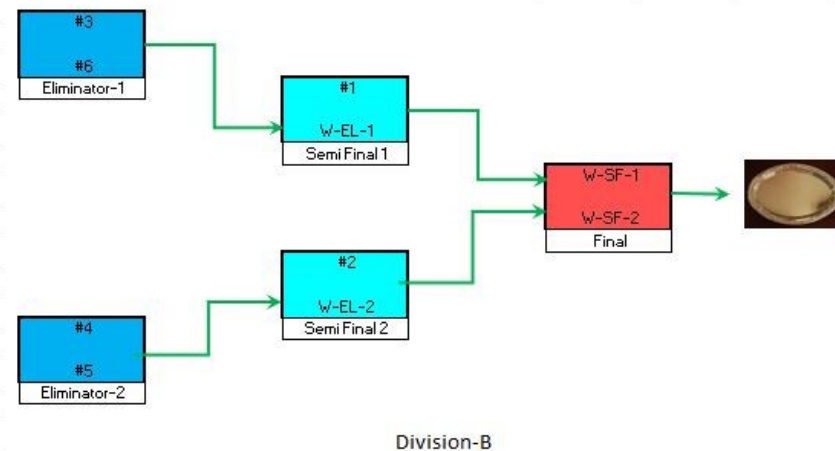 #3
#6
Eliminator-1
#1
W-EL-1
Semi Final 1
W-SF-1
W-SF-2
Final
#2
W-EL-2
Semi Final 2
#4
#5
Eliminator-2
Division-B